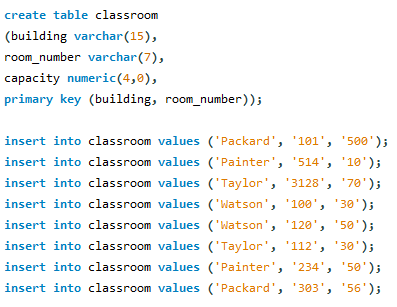 create table classroom
(building varchar(15),
room_number varchar(7),
capacity numeric(4,0),
primary key (building, room_number));
insert into classroom values ('Packard', '101', '500');
insert into classroom values ('Painter', '514', '10');
insert into classroom values ('Taylor', '3128', '70');
insert into classroom values ('Watson', '100', '30');
insert into classroom values ('Watson', '120', '50');
insert into classroom values ('Taylor', '112', '30');
insert into classroom values ('Painter', '234', '50');
insert into classroom values ('Packard', '303', '56');